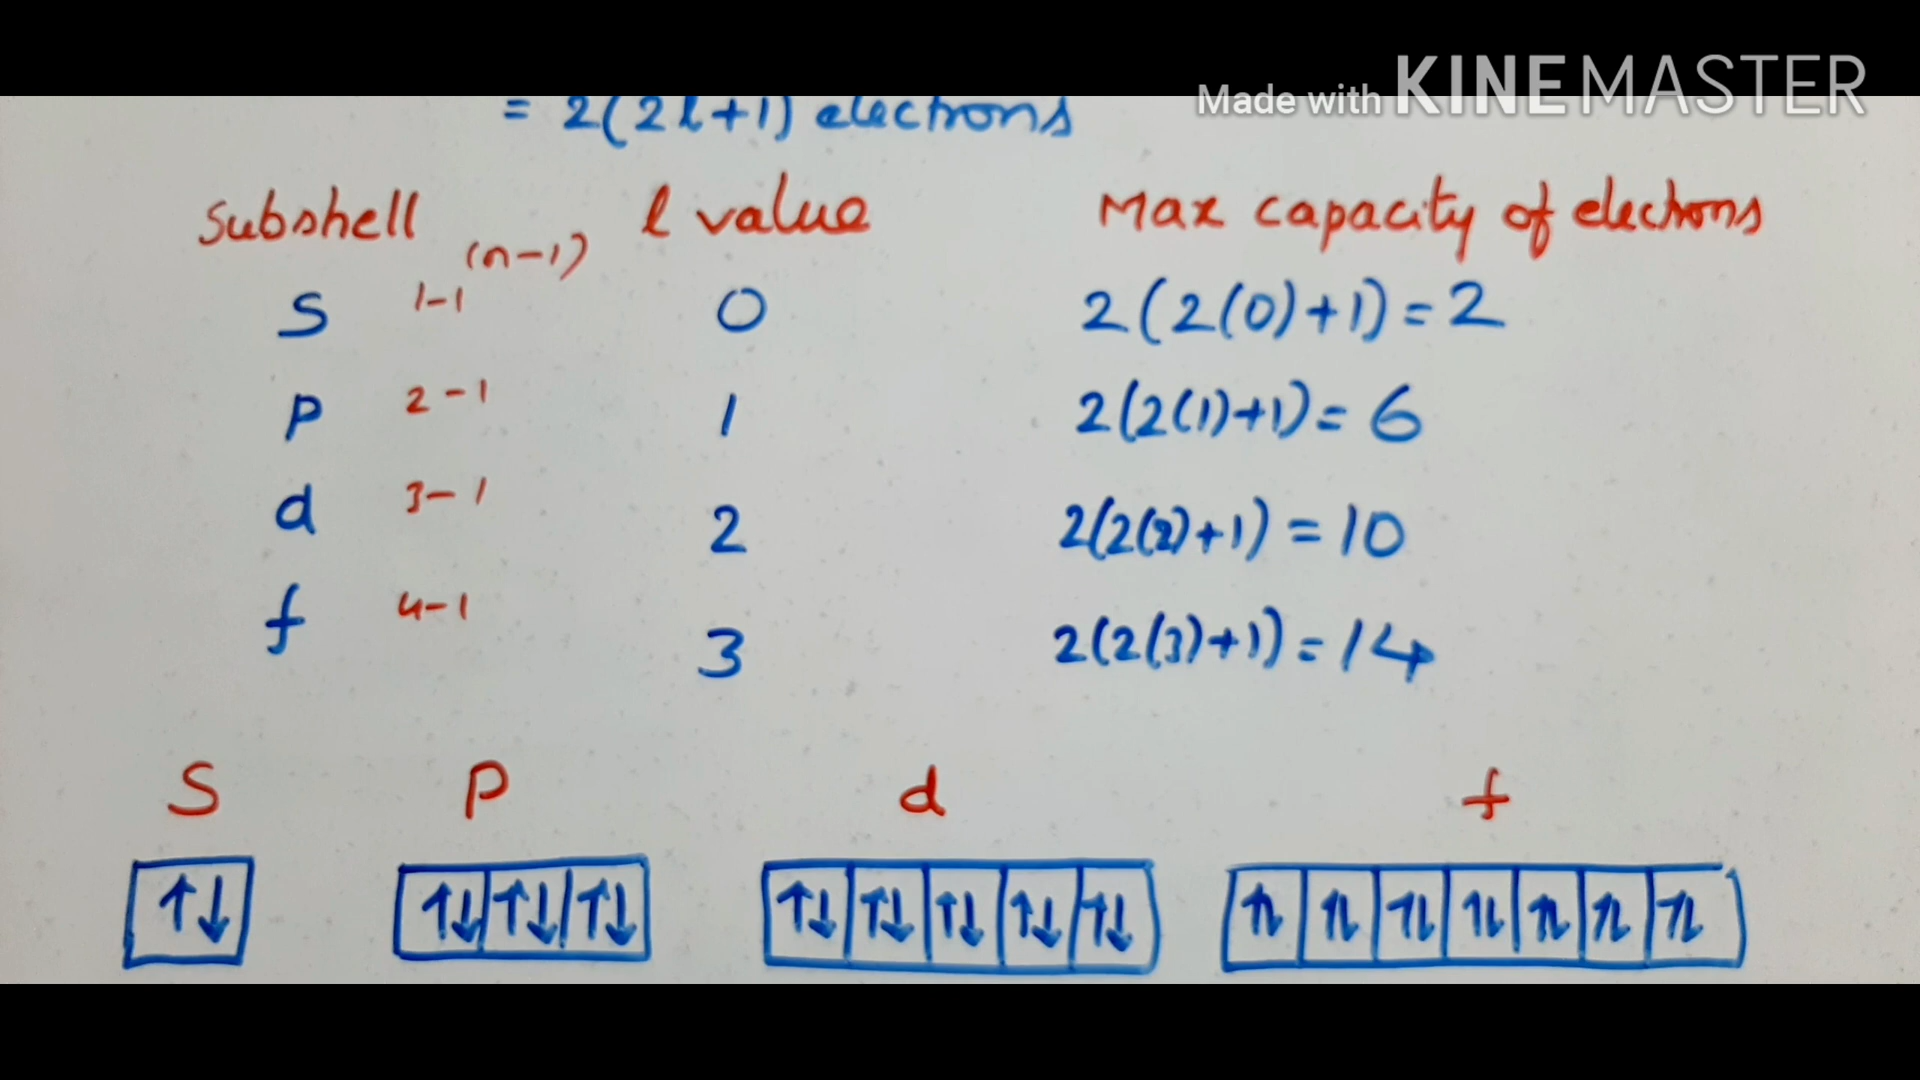 Made with KINEMASTER
= 2(2l+1) electrons
Subshell (n-1) l value Max capacity of electrons
S 1-1 0 2(2(0)+1)=2
P 2-1 1 2(2(1)+1)=6
d 3-1 2 2(2(2)+1)=10
f 4-1 3 2(2(3)+1)=14
S P d f
↑↓ ↑↓ ↑↓ ↑↓ ↑↓ ↑↓ ↑↓ ↑↓ ↑↓ ↑↓ ↑↓ ↑↓ ↑↓ ↑↓ ↑↓ ↑↓